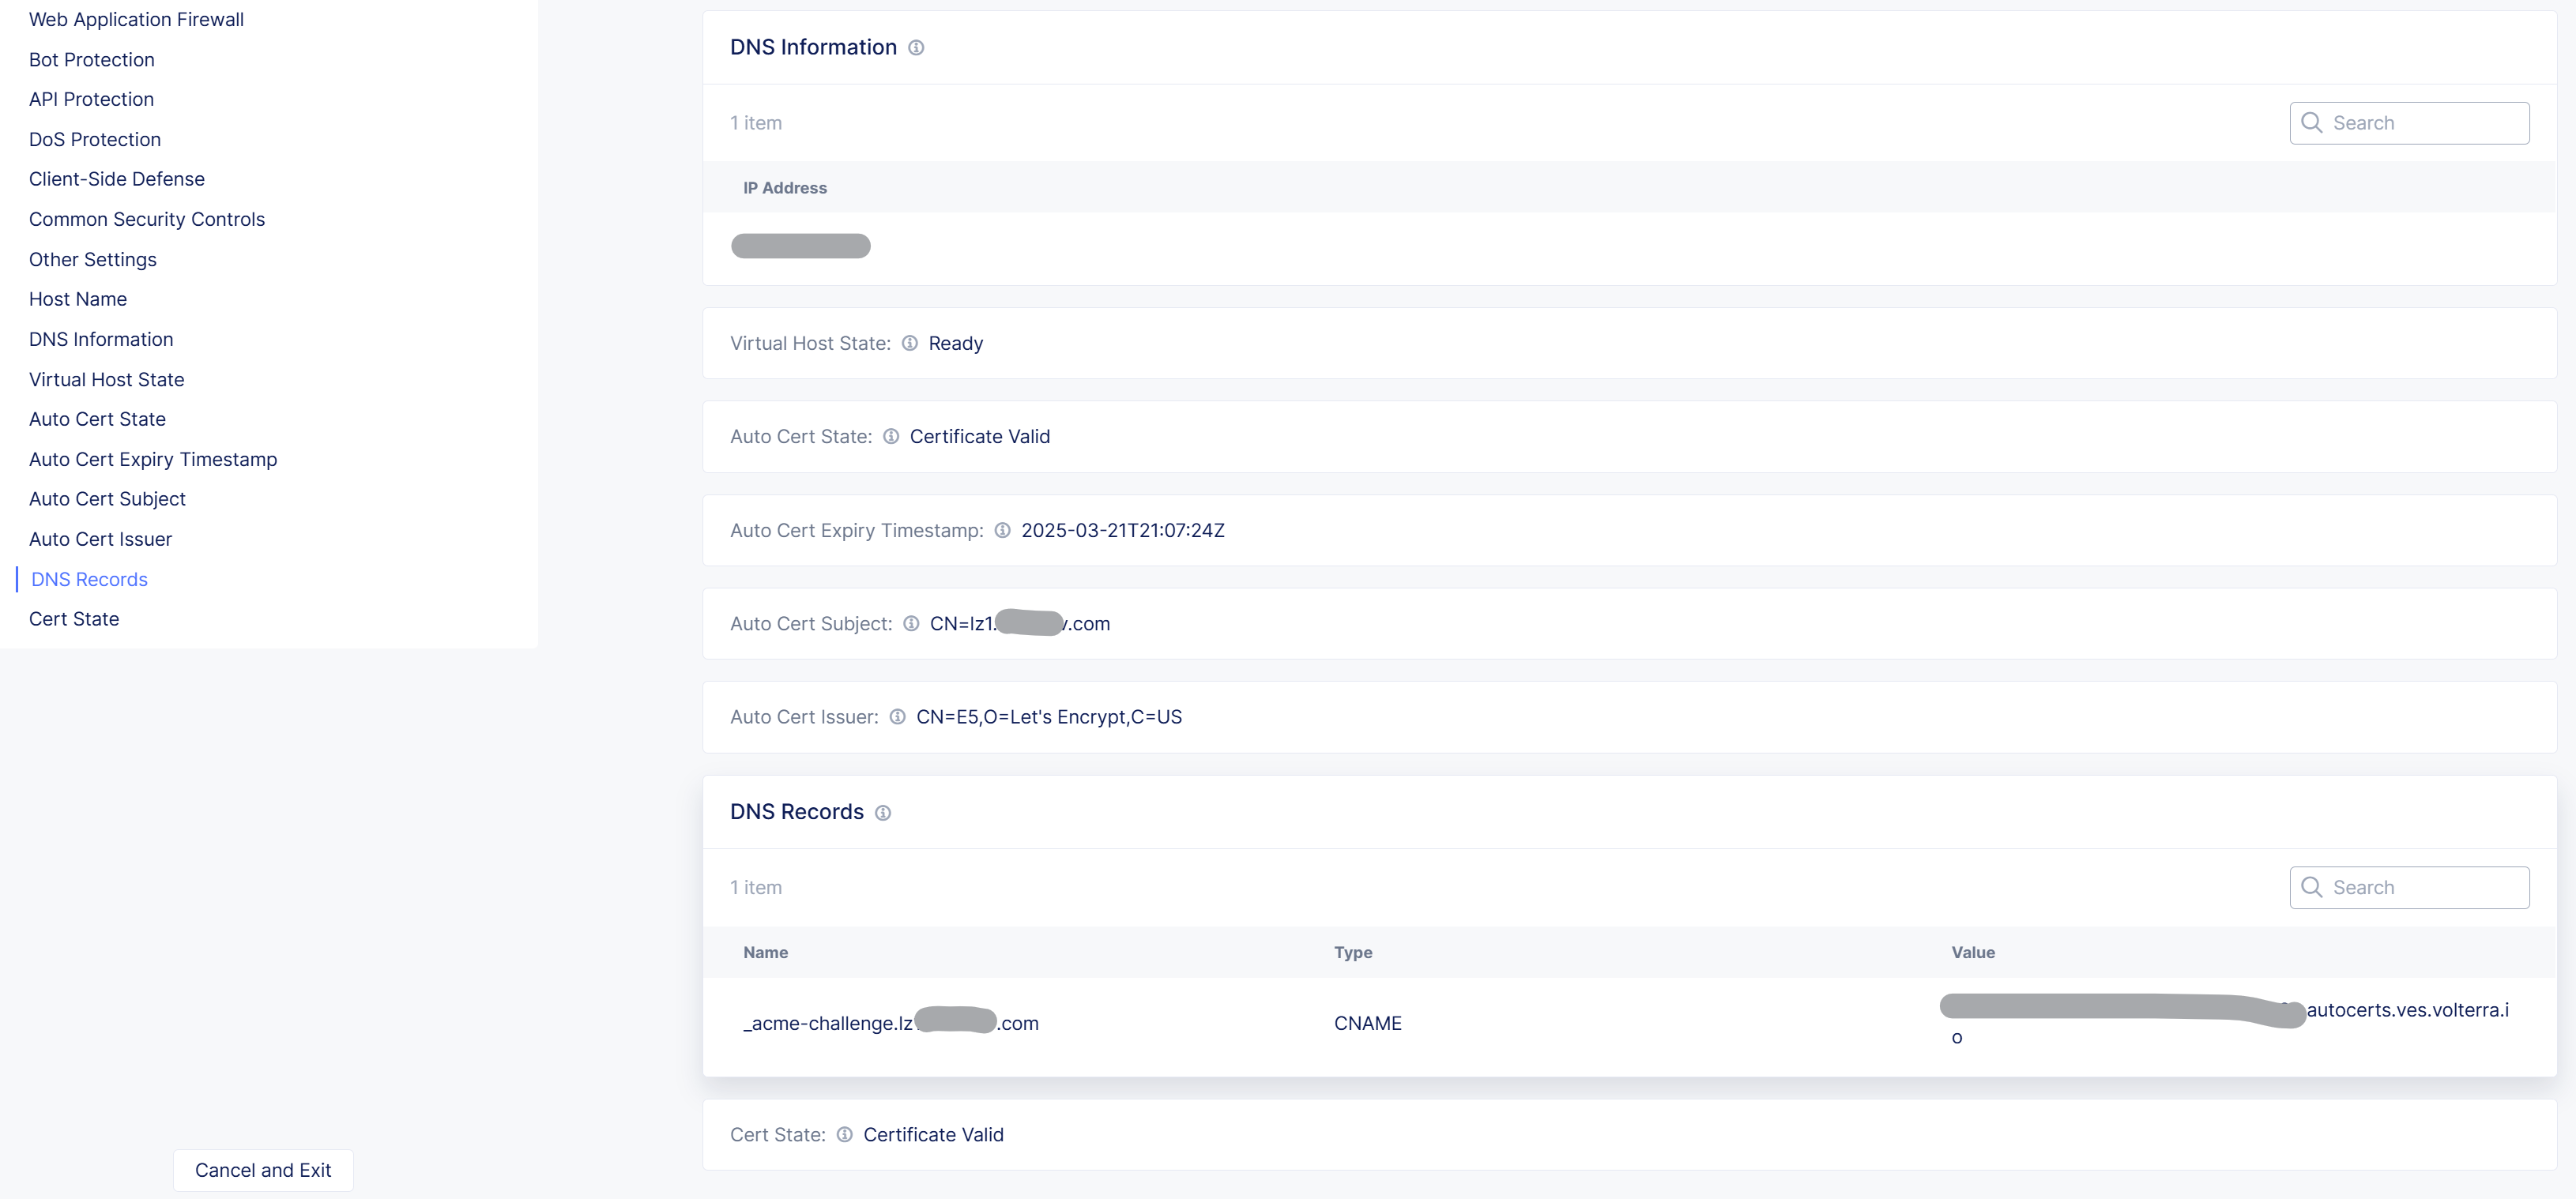 Web Application Firewall
Bot Protection
API Protection
DoS Protection
Client-Side Defense
Common Security Controls
Other Settings
Host Name
DNS Information
Virtual Host State
Auto Cert State
Auto Cert Expiry Timestamp
Auto Cert Subject
Auto Cert Issuer
DNS Records
Cert State
Cancel and Exit
DNS Information
1 item
Search
IP Address
Virtual Host State: Ready
Auto Cert State: Certificate Valid
Auto Cert Expiry Timestamp: 2025-03-21T21:07:24Z
Auto Cert Subject: CN=lz1. .com
Auto Cert Issuer: CN=E5,O=Let's Encrypt,C=US
DNS Records
1 item
Search
Name Type Value
_acme-challenge.lz .com CNAME autocerts.ves.volterra.i
o
Cert State: Certificate Valid